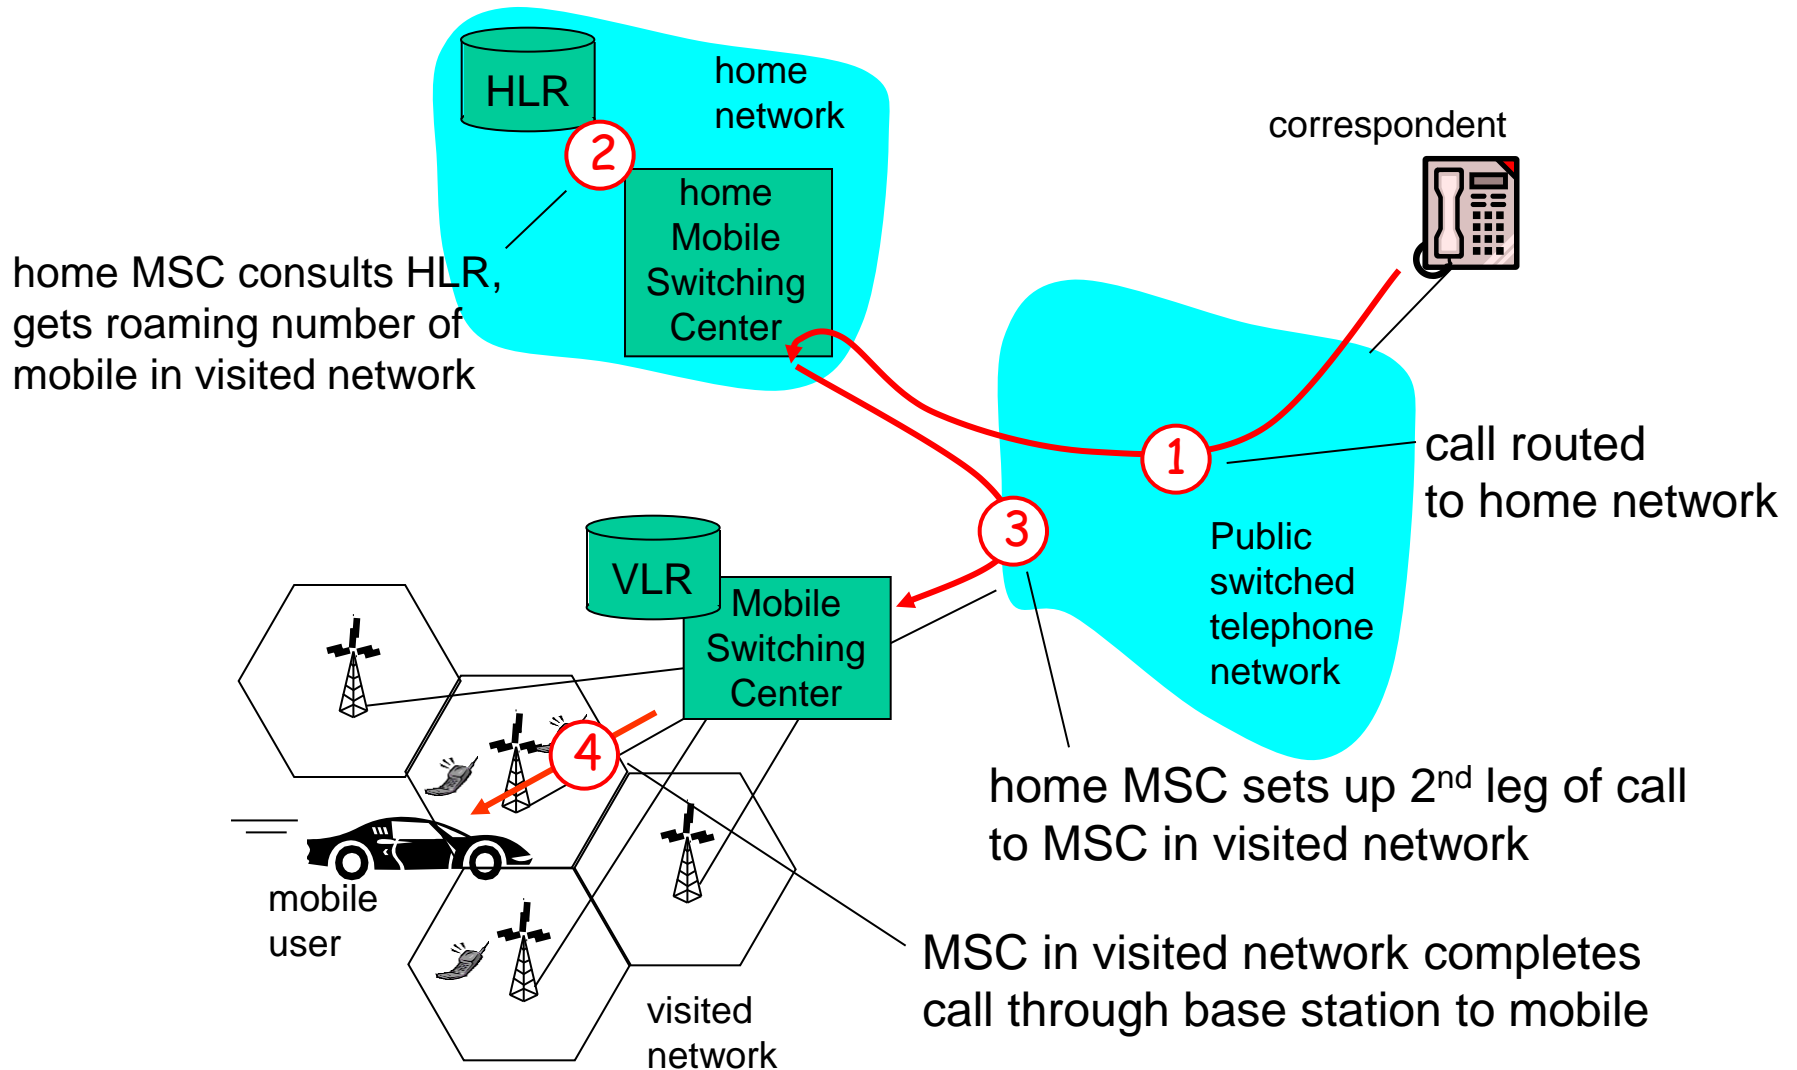 HLR
home
network
2
home
Mobile
Switching
Center
correspondent
home MSC consults HLR,
gets roaming number of
mobile in visited network
1
call routed
to home network
3
Public
switched
telephone
network
VLR
Mobile
Switching
Center
4
home MSC sets up 2nd leg of call
to MSC in visited network
mobile
user
MSC in visited network completes
call through base station to mobile
visited
network